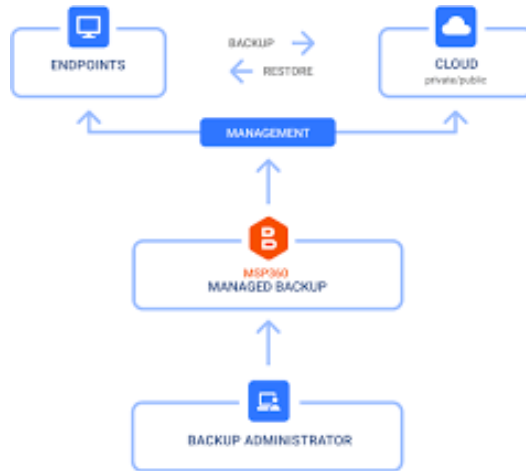 BACKUP
ENDPOINTS
RESTORE
CLOUD
private/public
MANAGEMENT
MSP360
MANAGED BACKUP
BACKUP ADMINISTRATOR